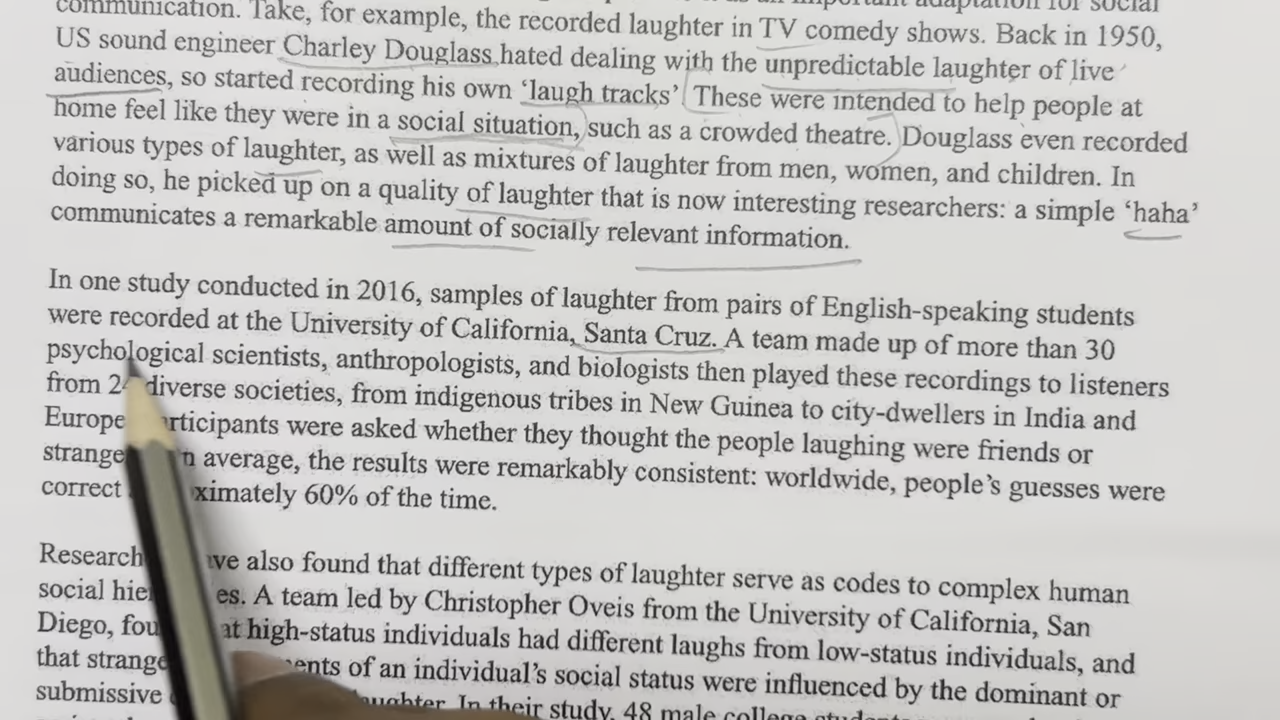 communication. Take, for example, the recorded laughter in TV comedy shows. Back in 1950,
US sound engineer Charley Douglass hated dealing with the unpredictable laughter of live
audiences, so started recording his own ‘laugh tracks’ These were intended to help people at
home feel like they were in a social situation, such as a crowded theatre. Douglass even recorded
various types of laughter, as well as mixtures of laughter from men, women, and children. In
doing so, he picked up on a quality of laughter that is now interesting researchers: a simple ‘haha’
communicates a remarkable amount of socially relevant information.
In one study conducted in 2016, samples of laughter from pairs of English-speaking students
were recorded at the University of California, Santa Cruz. A team made up of more than 30
psychological scientists, anthropologists, and biologists then played these recordings to listeners
from diverse societies, from indigenous tribes in New Guinea to city-dwellers in India and
Europe were asked whether they thought the people laughing were friends or
average, the results were remarkably consistent: worldwide, people’s guesses were
correct 60% of the time.
also found that different types of laughter serve as codes to complex human
social A team led by Christopher Oveis from the University of California, San
Diego, high-status individuals had different laughs from low-status individuals, and
that of an individual’s social status were influenced by the dominant or
submissive In their study, 48 male college